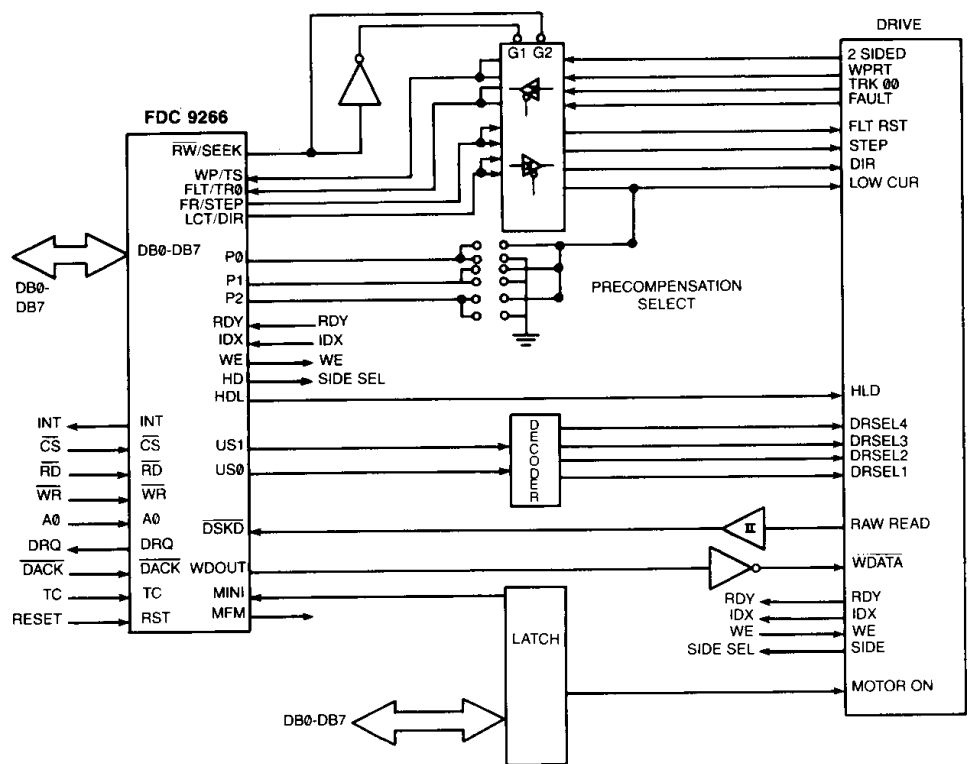 DRIVE
G1 G2
2 SIDED
WPRT
TRK 00
FAULT
FLT RST
STEP
DIR
LOW CUR
FDC 9266
RW/SEEK
WP/TS
FLT/TR0
FR/STEP
LCT/DIR
DB0-DB7
DB0-
DB7
P0
P1
P2
PRECOMPENSATION
SELECT
RDY RDY
IDX IDX
WE WE
HD SIDE SEL
HDL HLD
INT INT
CS CS
RD RD
WR WR
A0 A0
DRQ DRQ
DACK DACK
TC TC
RESET RST
US1
US0
DECODER
DRSEL4
DRSEL3
DRSEL2
DRSEL1
DSKD
RAW READ
WDOUT
WDATA
MINI
MFM
LATCH
RDY RDY
IDX IDX
WE WE
SIDE SEL SIDE
MOTOR ON
DB0-DB7